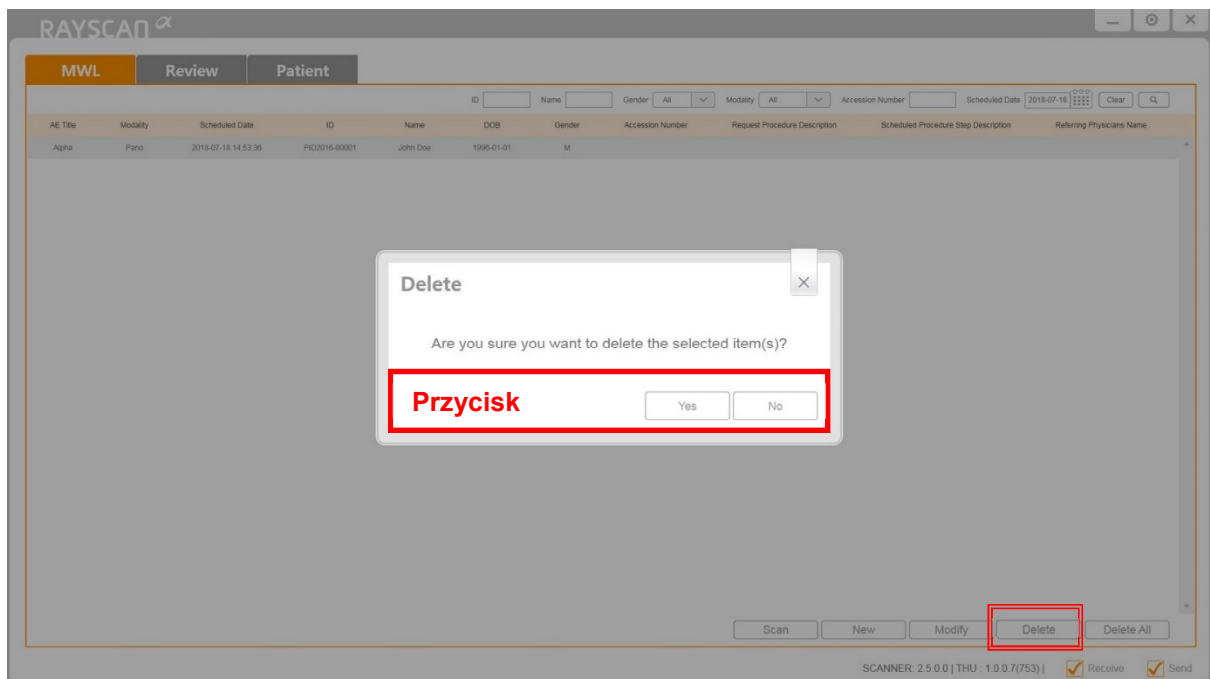 RAYSCAN α
MWL Review Patient
ID Name Gender All Modality All Accession Number Scheduled Date 2018-07-18 Clear
AE Title Modality Scheduled Date ID Name DOB Gender Accession Number Request Procedure Description Scheduled Procedure Step Description Referring Physicians Name
Alpha Pano 2018-07-18 14:53:36 PID2016-00001 John Doe 1996-01-01 M
Delete
Are you sure you want to delete the selected item(s)?
Przycisk Yes No
Scan New Modify Delete Delete All
SCANNER: 2.5.0.0 | THU : 1.0.0.7(753) | Receive Send